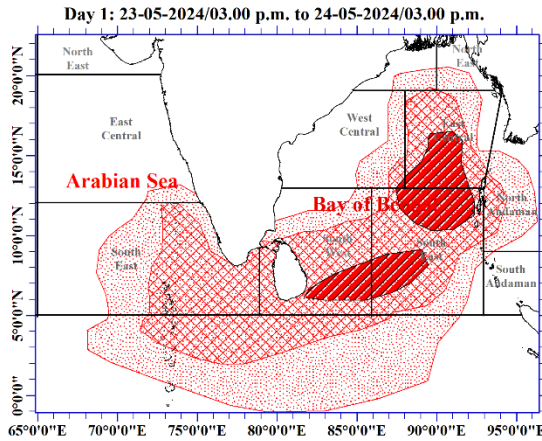 Day 1: 23-05-2024/03.00 p.m. to 24-05-2024/03.00 p.m.
20°0'0"N
15°0'0"N
10°0'0"N
5°0'0"N
0°0'0"
North
East
North
East
East
Central
West
Central
East
Arabian Sea
Bay of
South
East
South
South
East
North
Andaman
South
Andaman
65°0'0"E 70°0'0"E 75°0'0"E 80°0'0"E 85°0'0"E 90°0'0"E 95°0'0"E